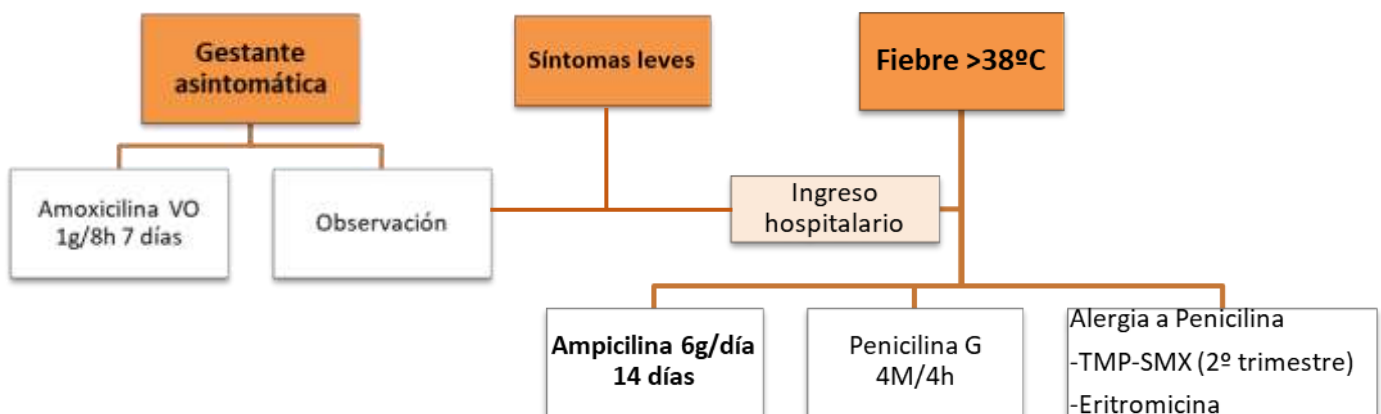 Gestante
asintomática
Síntomas leves
Fiebre >38ºC
Amoxicilina VO
1g/8h 7 días
Observación
Ingreso
hospitalario
Ampicilina 6g/día
14 días
Penicilina G
4M/4h
Alergia a Penicilina
-TMP-SMX (2º trimestre)
-Eritromicina